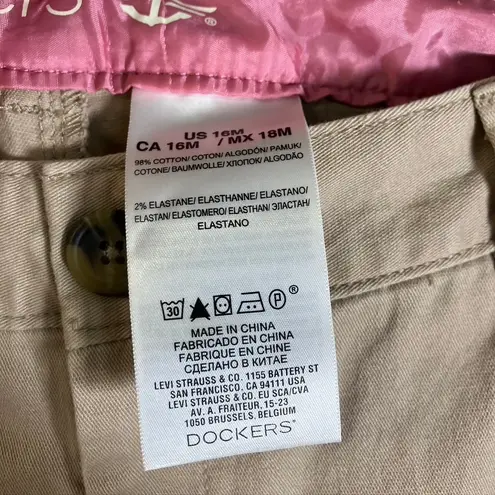 ®
US 16M
CA 16M / MX 18M
98% COTTON/ COTON/ ALGODÓN/ PAMUK/
COTONE/ BAUMWOLLE/ ХЛОПОК/ ALGODÃO
2% ELASTANE/ ELASTHANNE/ ELASTANO/
ELASTAN/ ELASTOMERO/ ELASTHAN/ ЭЛАСТАН/
ELASTANO
30 P ®
MADE IN CHINA
FABRICADO EN CHINA
FABRIQUE EN CHINE
СДЕЛАНО В КИТАЕ
LEVI STRAUSS & CO. 1155 BATTERY ST
SAN FRANCISCO, CA 94111 USA
LEVI STRAUSS & CO. EU SCA/CVA
AV. A. FRAITEUR, 15-23
1050 BRUSSELS, BELGIUM
DOCKERS®